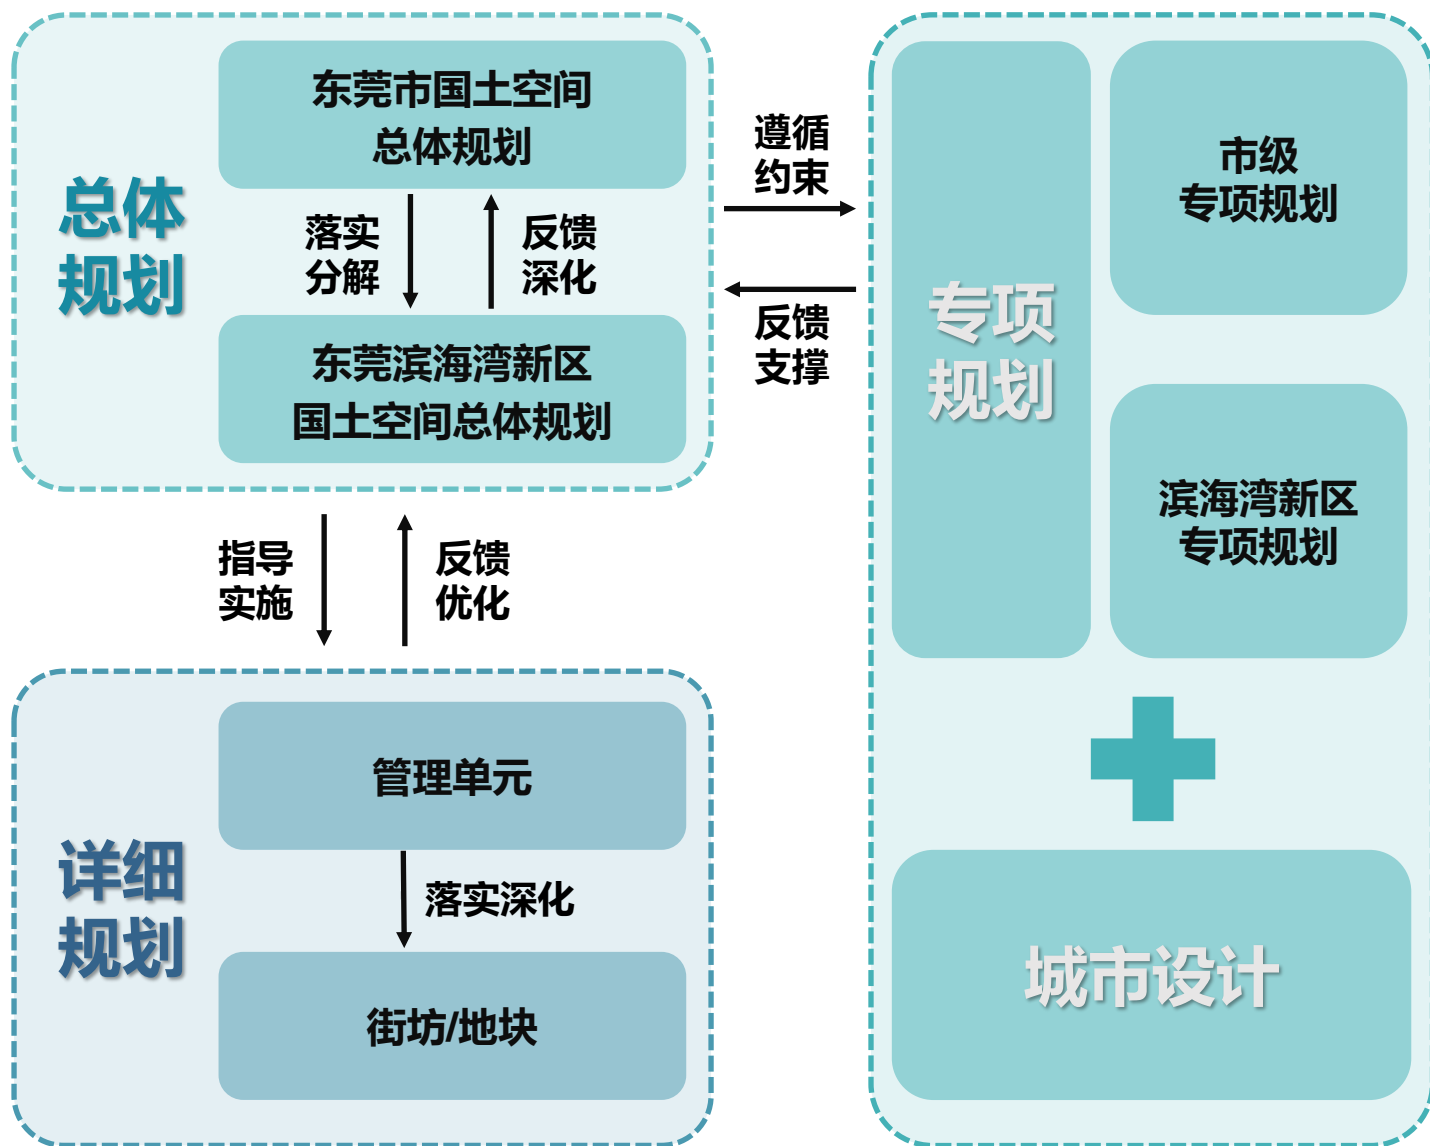 总体
规划
东莞市国土空间
总体规划
落实
分解
反馈
深化
东莞滨海湾新区
国土空间总体规划
遵循
约束
反馈
支撑
专项
规划
市级
专项规划
滨海湾新区
专项规划
指导
实施
反馈
优化
详细
规划
管理单元
落实深化
街坊/地块
城市设计